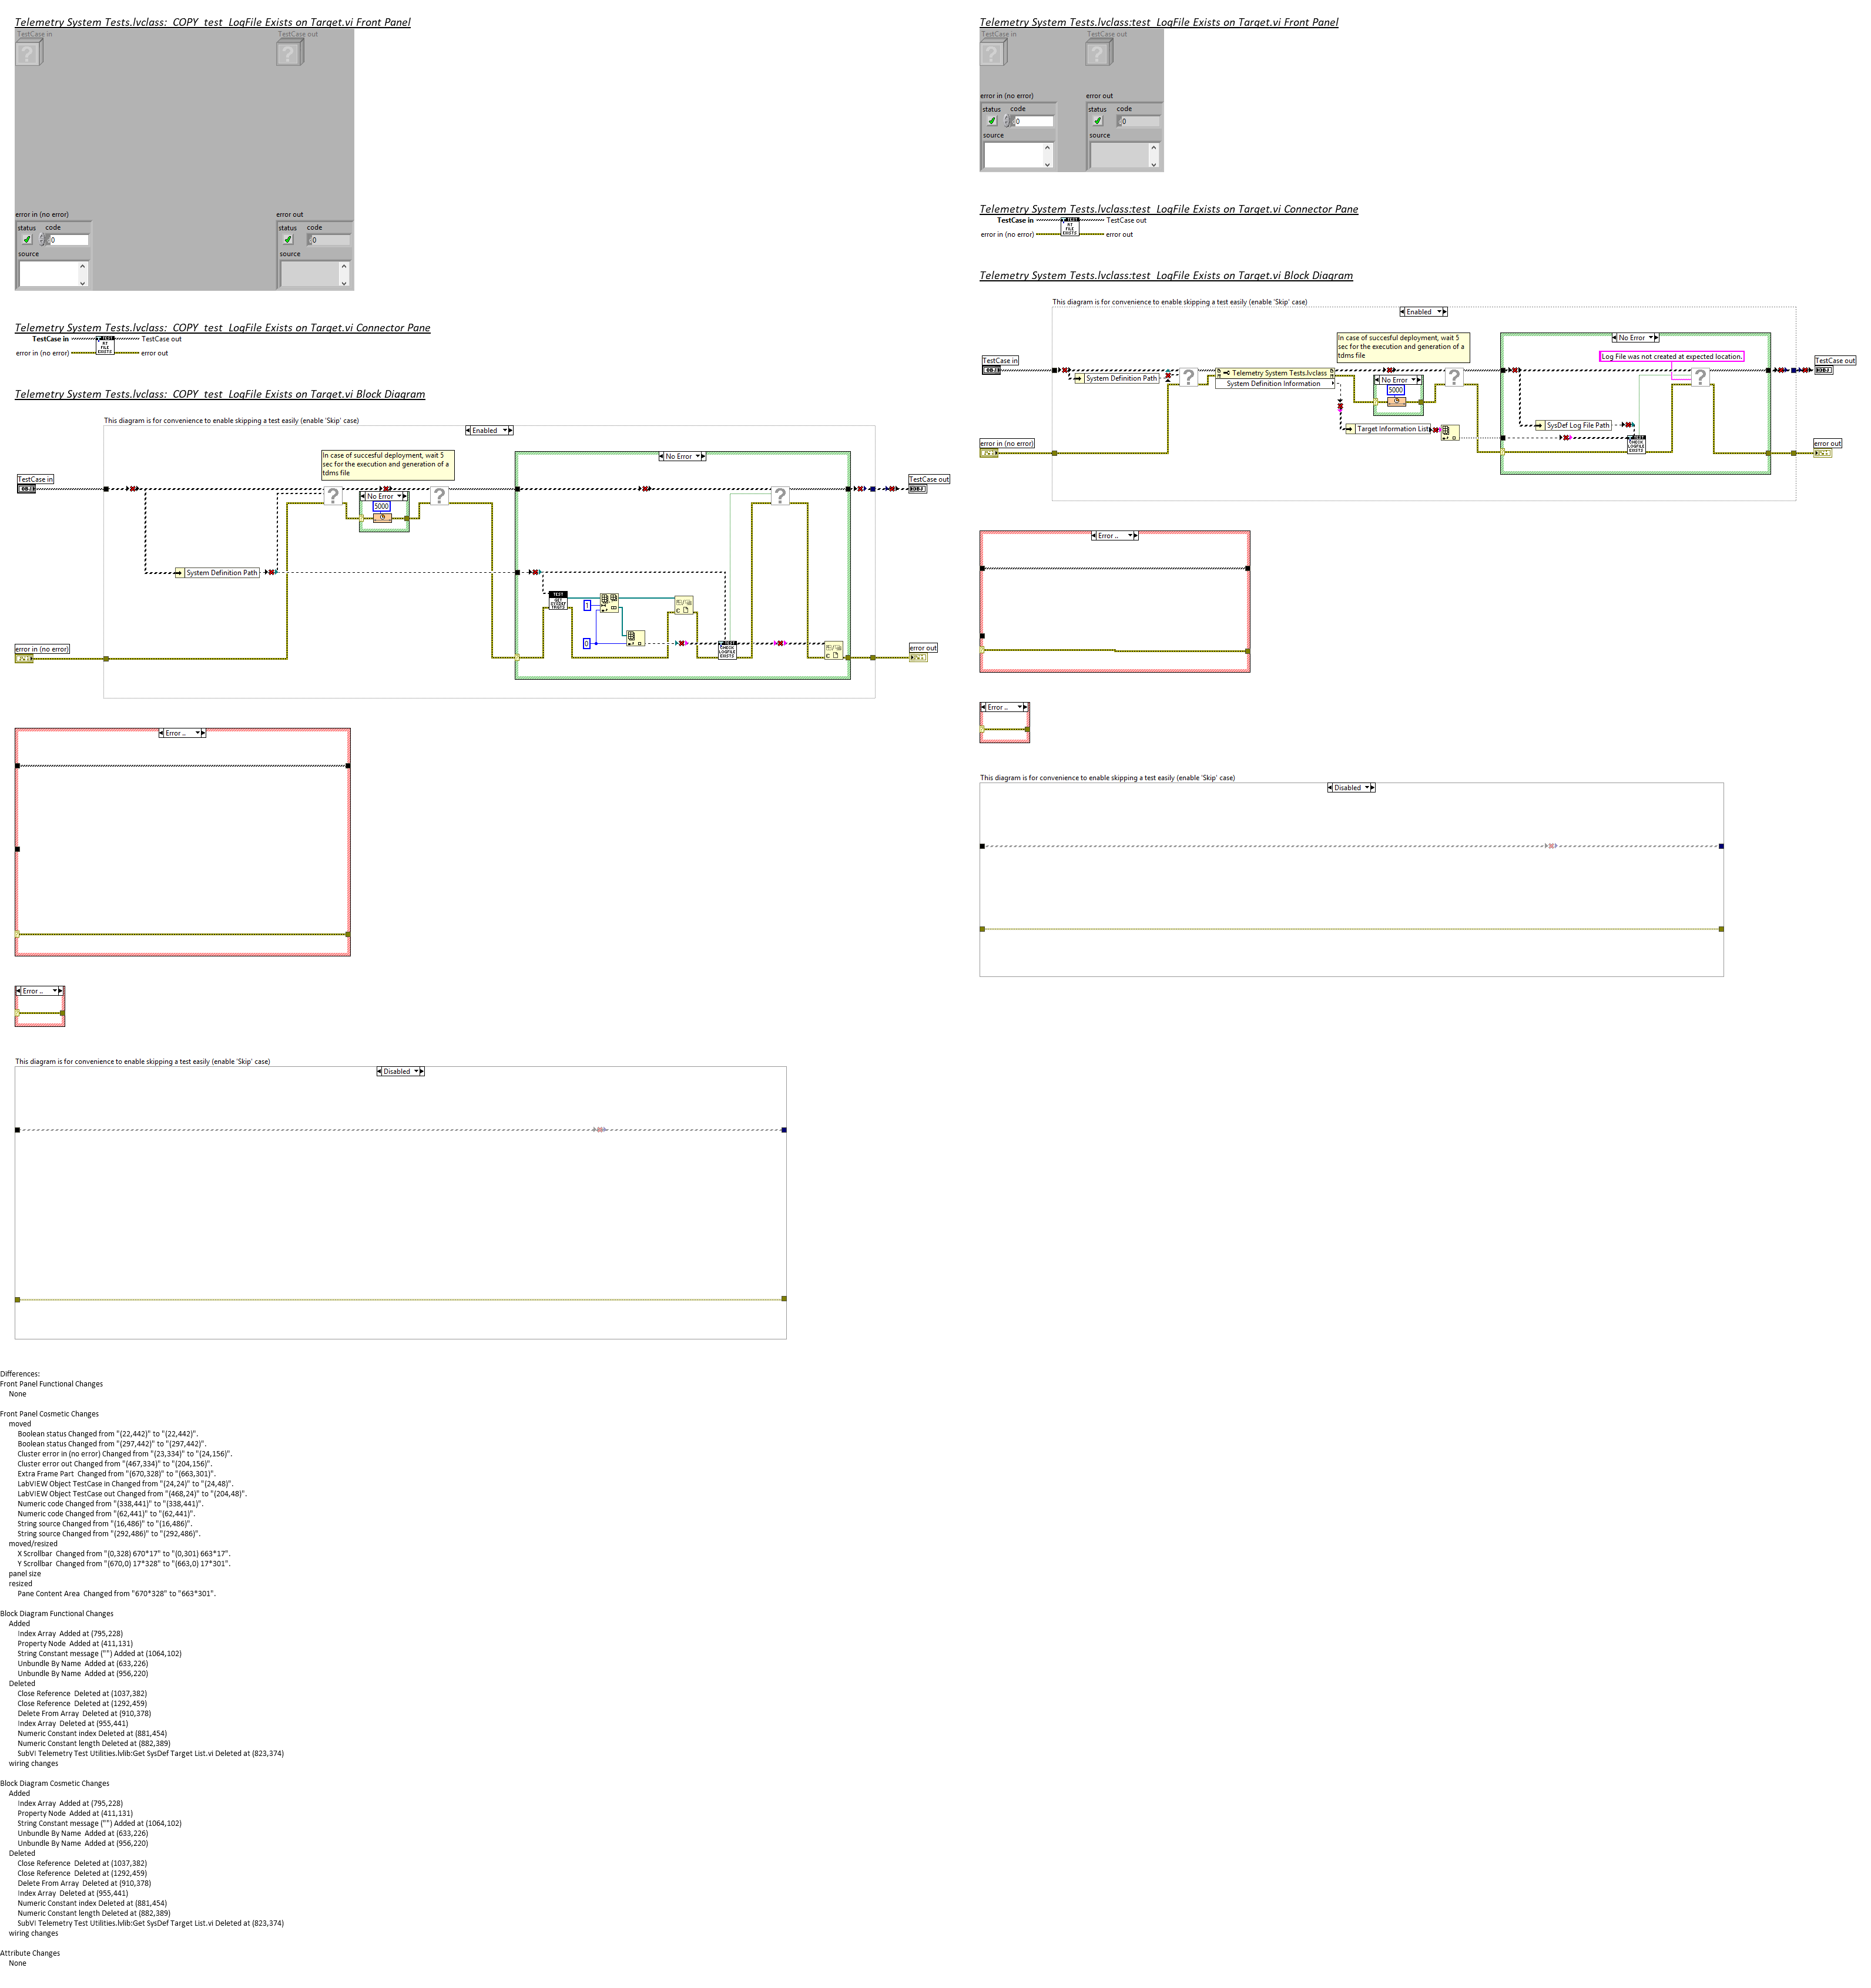 Telemetry System Tests.lvclass:_COPY_test_LogFile Exists on Target.vi Front Panel
TestCase in
TestCase out
error in (no error)
status
code
0
source
error out
status
code
0
source
Telemetry System Tests.lvclass:_COPY_test_LogFile Exists on Target.vi Connector Pane
TestCase in
TestCase out
TEST
RT
FILE
EXISTS
error in (no error)
error out
Telemetry System Tests.lvclass:_COPY_test_LogFile Exists on Target.vi Block Diagram
This diagram is for convenience to enable skipping a test easily (enable 'Skip' case)
Enabled
In case of succesful deployment, wait 5
sec for the execution and generation of a
tdms file
No Error
TestCase in
OBJ
TestCase out
OBJ
?
No Error
5000
?
?
System Definition Path
TEST
GET
1
0
CHECK
LOGFILE
EXISTS
error in (no error)
error out
Error ..
Error ..
This diagram is for convenience to enable skipping a test easily (enable 'Skip' case)
Disabled
Telemetry System Tests.lvclass:test_LogFile Exists on Target.vi Front Panel
TestCase in
TestCase out
error in (no error)
status
code
0
source
error out
status
code
0
source
Telemetry System Tests.lvclass:test_LogFile Exists on Target.vi Connector Pane
TestCase in
TestCase out
TEST
RT
FILE
EXISTS
error in (no error)
error out
Telemetry System Tests.lvclass:test_LogFile Exists on Target.vi Block Diagram
This diagram is for convenience to enable skipping a test easily (enable 'Skip' case)
Enabled
In case of succesful deployment, wait 5
sec for the execution and generation of a
tdms file
No Error
Log File was not created at expected location.
TestCase in
OBJ
TestCase out
OBJ
System Definition Path
?
Telemetry System Tests.lvclass
System Definition Information
No Error
5000
?
?
Target Information List
SysDef Log File Path
CHECK
LOGFILE
EXISTS
error in (no error)
error out
Error ..
Error ..
This diagram is for convenience to enable skipping a test easily (enable 'Skip' case)
Disabled
Differences:
Front Panel Functional Changes
None
Front Panel Cosmetic Changes
moved
Boolean status Changed from "(22,442)" to "(22,442)".
Boolean status Changed from "(297,442)" to "(297,442)".
Cluster error in (no error) Changed from "(23,334)" to "(24,156)".
Cluster error out Changed from "(467,334)" to "(204,156)".
Extra Frame Part  Changed from "(670,328)" to "(663,301)".
LabVIEW Object TestCase in Changed from "(24,24)" to "(24,48)".
LabVIEW Object TestCase out Changed from "(468,24)" to "(204,48)".
Numeric code Changed from "(338,441)" to "(338,441)".
Numeric code Changed from "(62,441)" to "(62,441)".
String source Changed from "(16,486)" to "(16,486)".
String source Changed from "(292,486)" to "(292,486)".
moved/resized
X Scrollbar  Changed from "(0,328) 670*17" to "(0,301) 663*17".
Y Scrollbar  Changed from "(670,0) 17*328" to "(663,0) 17*301".
panel size
resized
Pane Content Area  Changed from "670*328" to "663*301".
Block Diagram Functional Changes
Added
Index Array  Added at (795,228)
Property Node  Added at (411,131)
String Constant message ("") Added at (1064,102)
Unbundle By Name  Added at (633,226)
Unbundle By Name  Added at (956,220)
Deleted
Close Reference  Deleted at (1037,382)
Close Reference  Deleted at (1292,459)
Delete From Array  Deleted at (910,378)
Index Array  Deleted at (955,441)
Numeric Constant index Deleted at (881,454)
Numeric Constant length Deleted at (882,389)
SubVI Telemetry Test Utilities.lvlib:Get SysDef Target List.vi Deleted at (823,374)
wiring changes
Block Diagram Cosmetic Changes
Added
Index Array  Added at (795,228)
Property Node  Added at (411,131)
String Constant message ("") Added at (1064,102)
Unbundle By Name  Added at (633,226)
Unbundle By Name  Added at (956,220)
Deleted
Close Reference  Deleted at (1037,382)
Close Reference  Deleted at (1292,459)
Delete From Array  Deleted at (910,378)
Index Array  Deleted at (955,441)
Numeric Constant index Deleted at (881,454)
Numeric Constant length Deleted at (882,389)
SubVI Telemetry Test Utilities.lvlib:Get SysDef Target List.vi Deleted at (823,374)
wiring changes
Attribute Changes
None